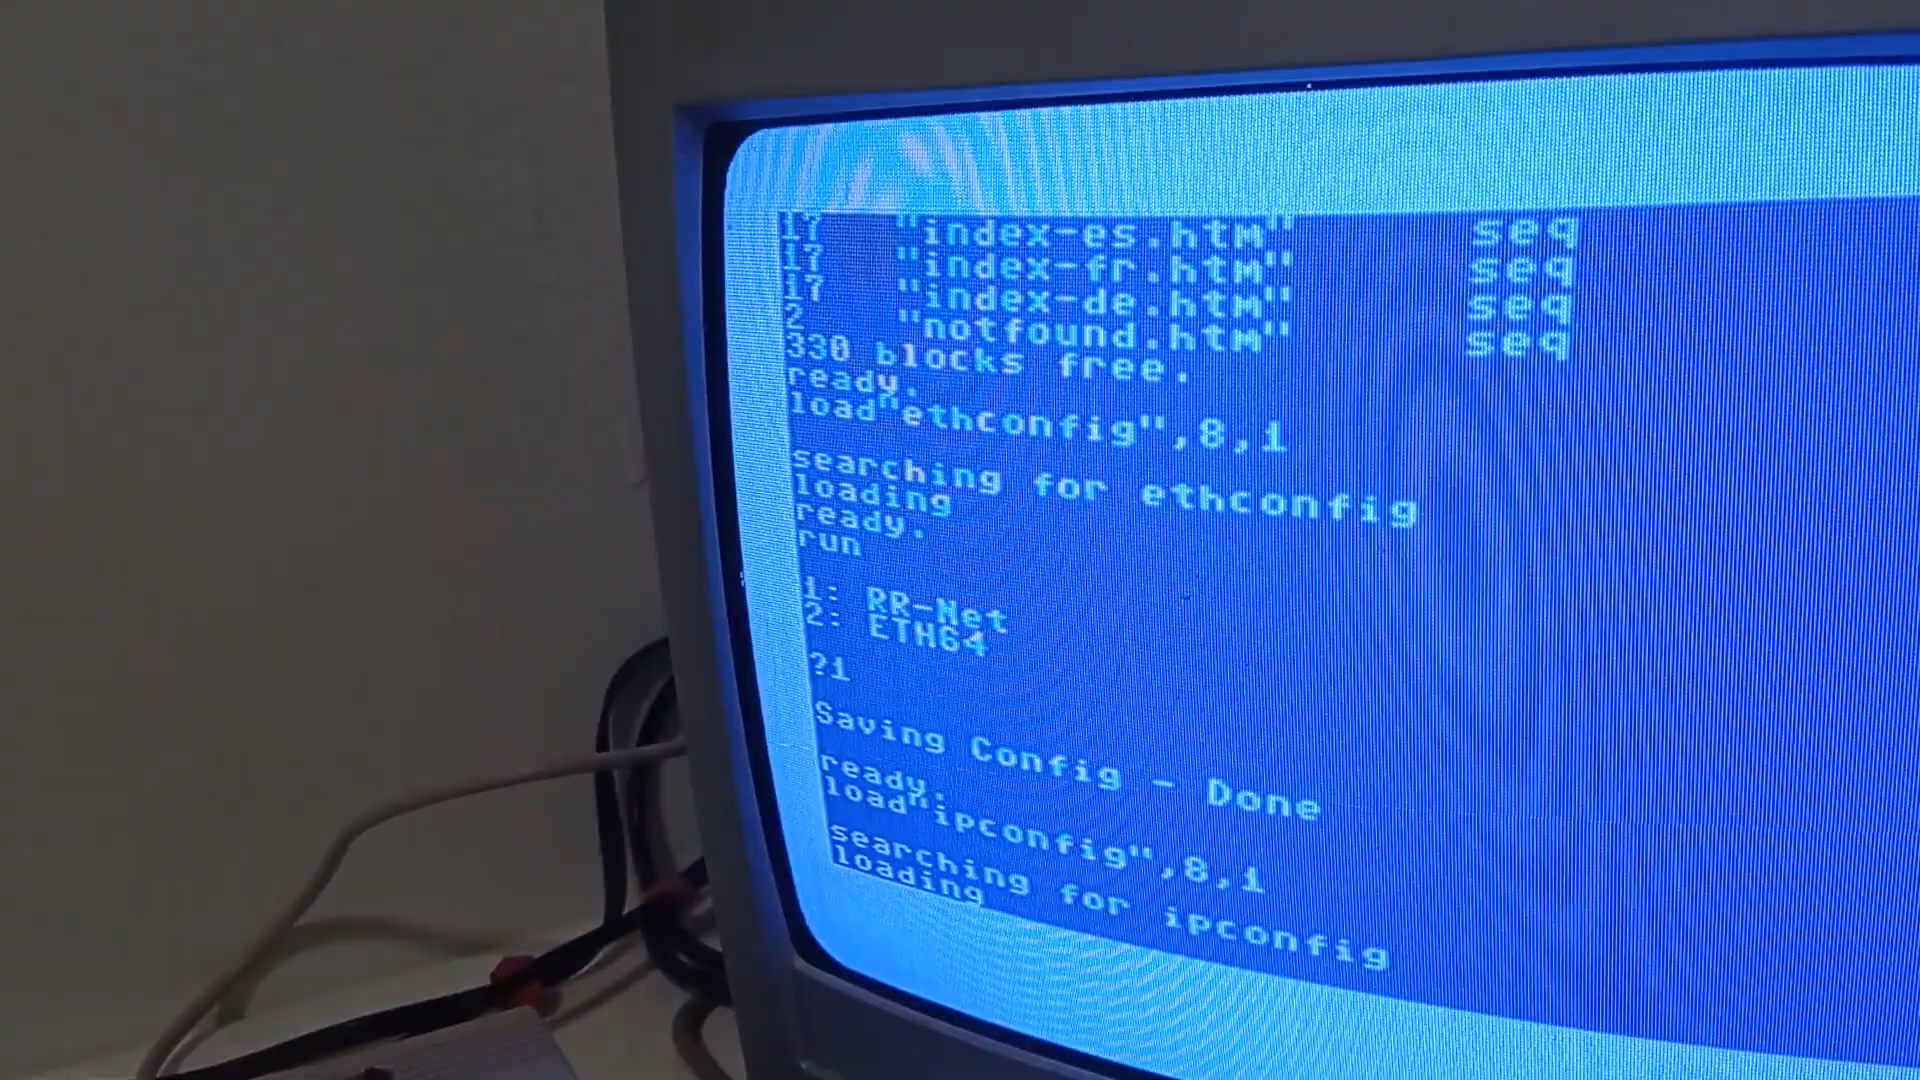 17 "index-es.htm" seq
17 "index-fr.htm" seq
17 "index-de.htm" seq
2 "notfound.htm" seq
330 blocks free.
ready.
load"ethconfig",8,1
searching for ethconfig
loading
ready.
run
1: RR-Net
2: ETH64
?1
Saving Config - Done
ready.
load"ipconfig",8,1
searching for ipconfig
loading